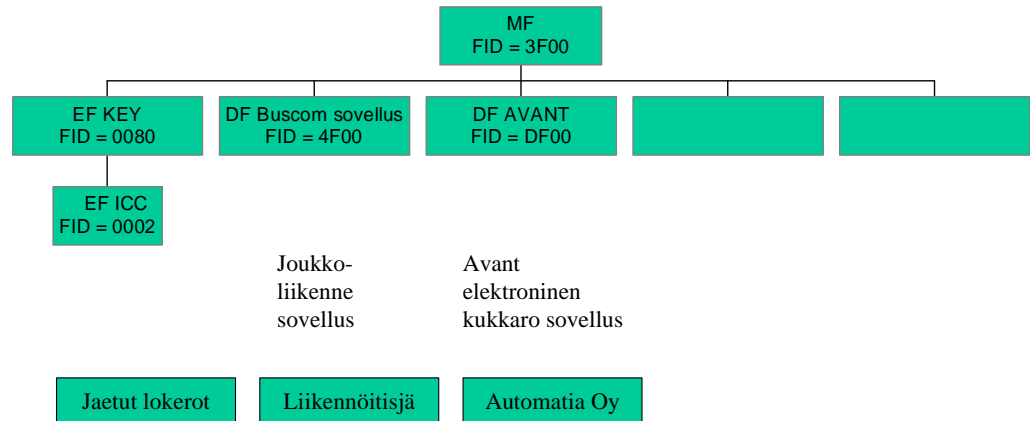 MF
FID = 3F00
EF KEY
FID = 0080
DF Buscom sovellus
FID = 4F00
DF AVANT
FID = DF00
EF ICC
FID = 0002
Joukko-
liikenne
sovellus
Avant
elektroninen
kukkaro sovellus
Jaetut lokerot
Liikennöitisjä
Automatia Oy